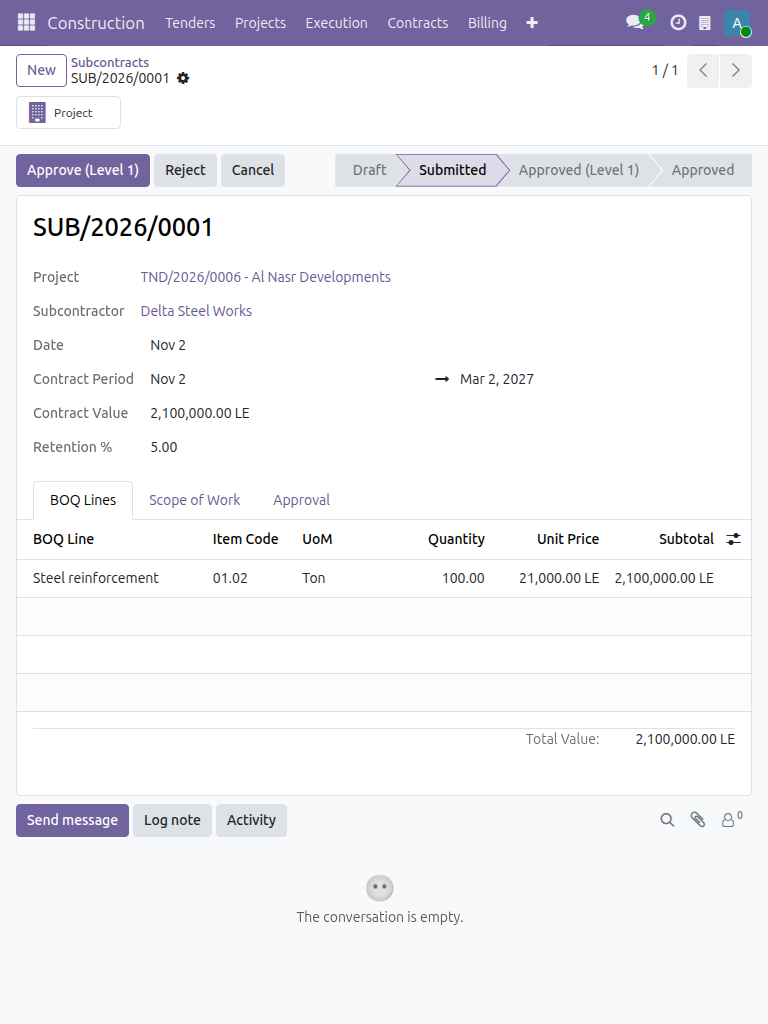 Construction Tenders Projects Execution Contracts Billing 4 A
New Subcontracts
SUB/2026/0001 1 / 1
Project
Approve (Level 1) Reject Cancel Draft Submitted Approved (Level 1) Approved
SUB/2026/0001
Project TND/2026/0006 - Al Nasr Developments
Subcontractor Delta Steel Works
Date Nov 2
Contract Period Nov 2 → Mar 2, 2027
Contract Value 2,100,000.00 LE
Retention % 5.00
BOQ Lines Scope of Work Approval
BOQ Line Item Code UoM Quantity Unit Price Subtotal
Steel reinforcement 01.02 Ton 100.00 21,000.00 LE 2,100,000.00 LE
Total Value: 2,100,000.00 LE
Send message Log note Activity 0
The conversation is empty.